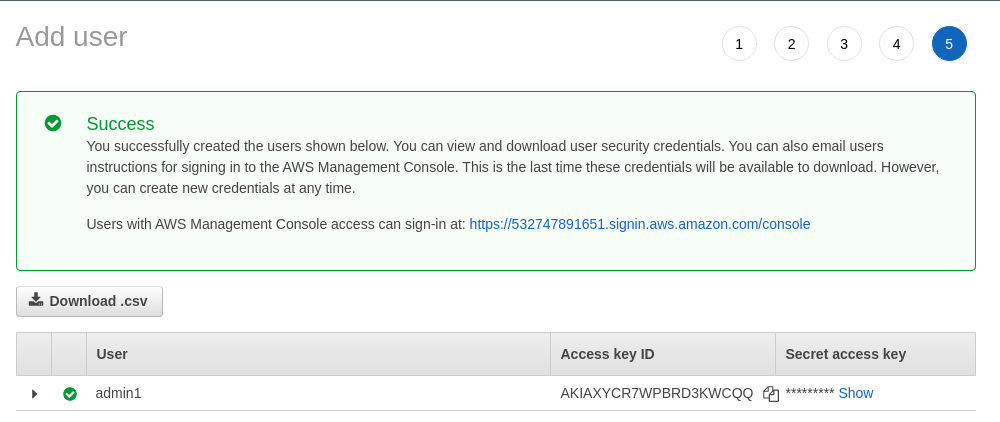 Add user
1 2 3 4 5
Success
You successfully created the users shown below. You can view and download user security credentials. You can also email users
instructions for signing in to the AWS Management Console. This is the last time these credentials will be available to download. However,
you can create new credentials at any time.
Users with AWS Management Console access can sign-in at: https://532747891651.signin.aws.amazon.com/console
Download .csv
User Access key ID Secret access key
admin1 AKIAXYCR7WPBRD3KWCQQ ********* Show